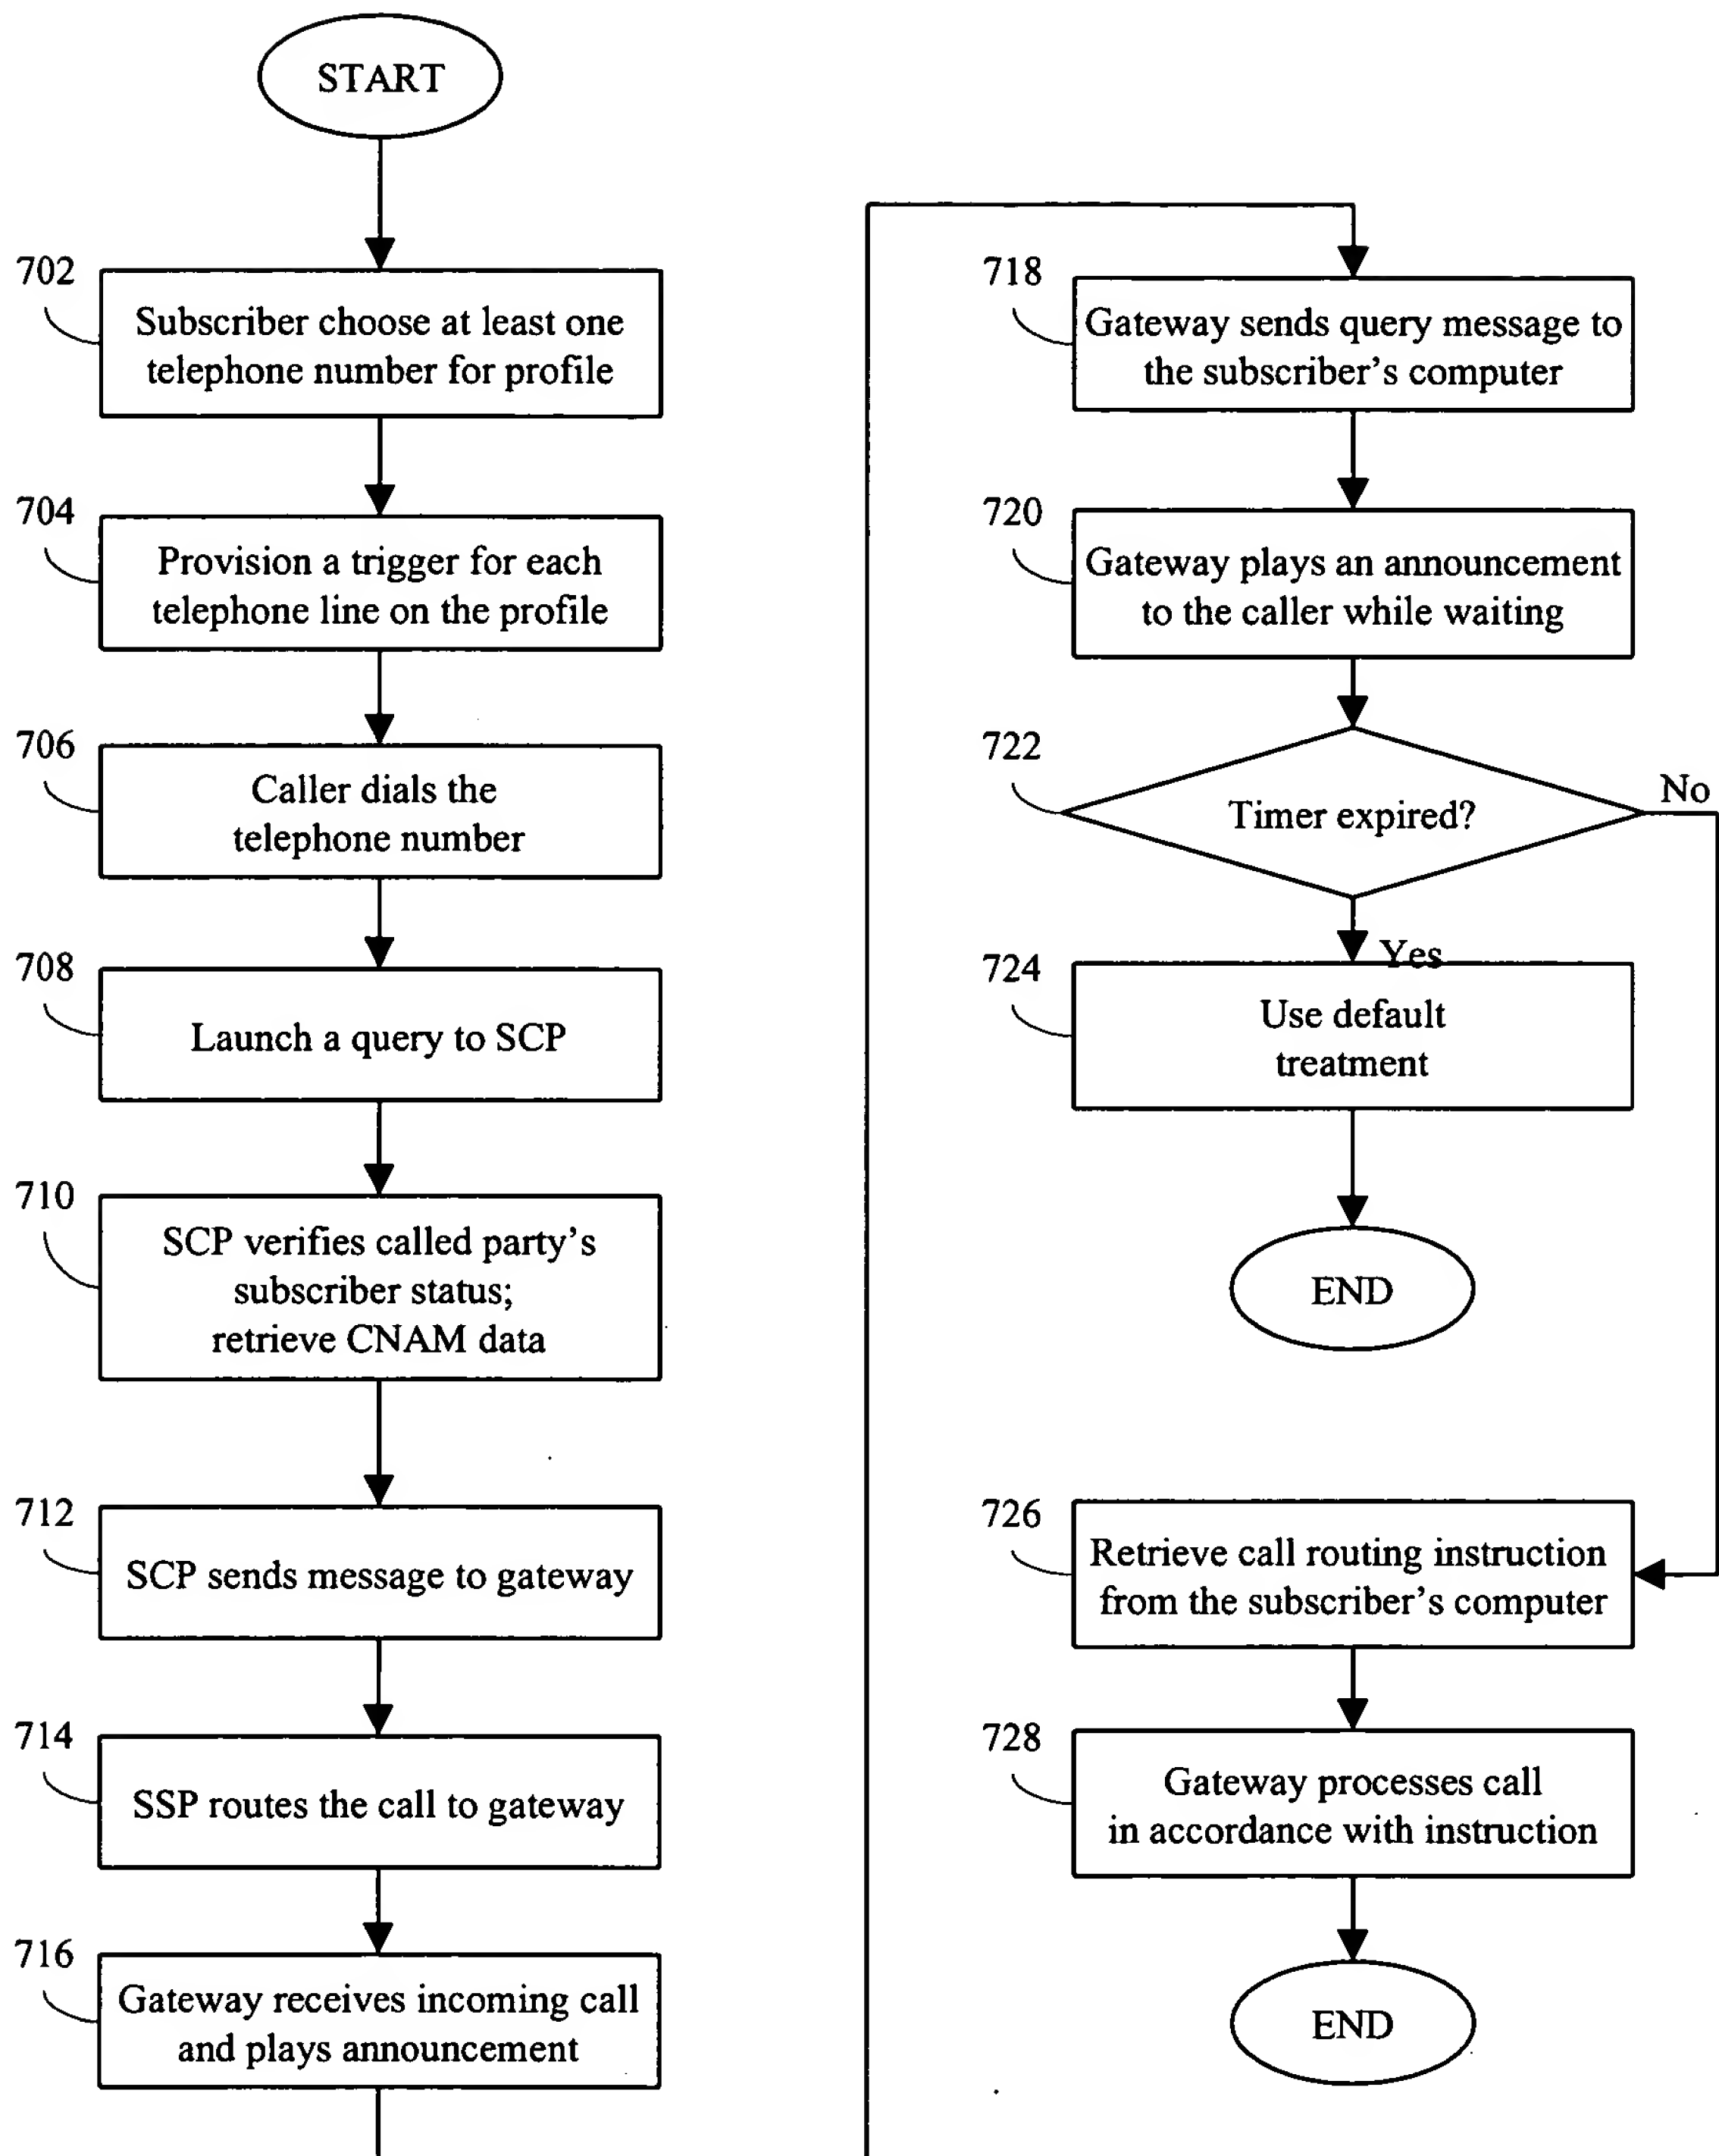 START
702
Subscriber choose at least one
telephone number for profile
704
Provision a trigger for each
telephone line on the profile
706
Caller dials the
telephone number
708
Launch a query to SCP
710
SCP verifies called party's
subscriber status;
retrieve CNAM data
712
SCP sends message to gateway
714
SSP routes the call to gateway
716
Gateway receives incoming call
and plays announcement
718
Gateway sends query message to
the subscriber's computer
720
Gateway plays an announcement
to the caller while waiting
722
Timer expired?
No
Yes
724
Use default
treatment
END
726
Retrieve call routing instruction
from the subscriber's computer
728
Gateway processes call
in accordance with instruction
END